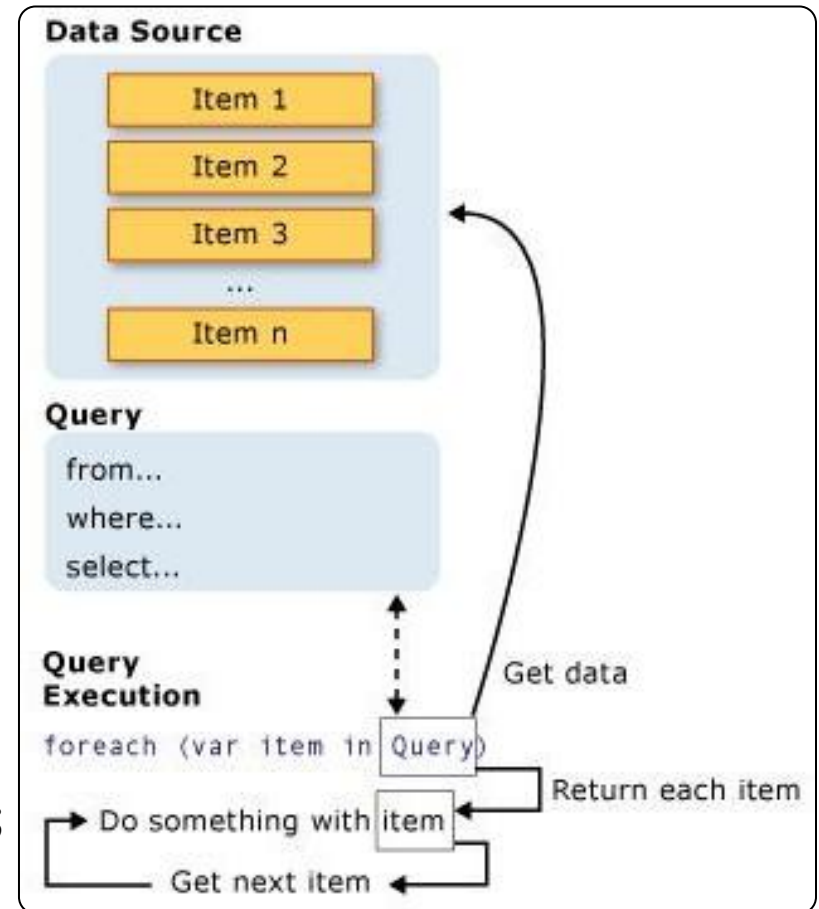 Data Source
Item 1
Item 2
Item 3
...
Item n
Query
from...
where...
select...
Query
Execution
Get data
foreach (var item in Query)
Return each item
Do something with item
Get next item